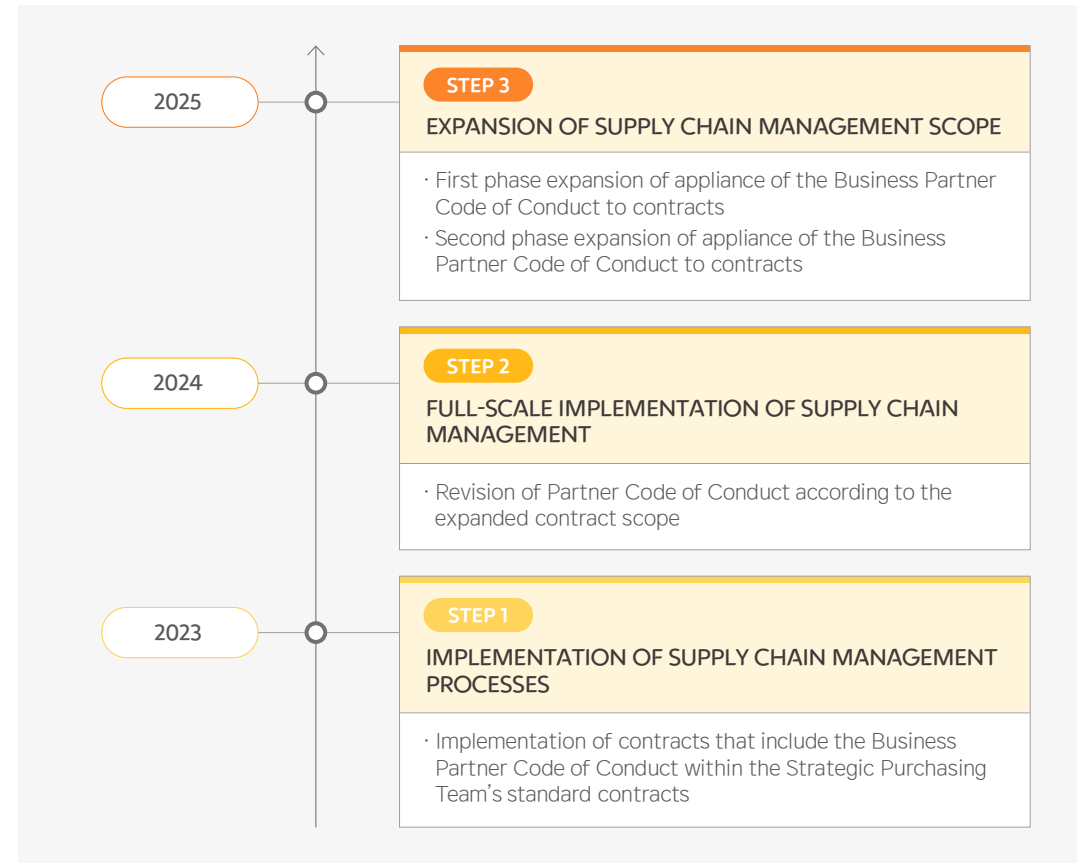 2025
STEP 3
EXPANSION OF SUPPLY CHAIN MANAGEMENT SCOPE
· First phase expansion of appliance of the Business Partner
Code of Conduct to contracts
· Second phase expansion of appliance of the Business
Partner Code of Conduct to contracts
2024
STEP 2
FULL-SCALE IMPLEMENTATION OF SUPPLY CHAIN
MANAGEMENT
· Revision of Partner Code of Conduct according to the
expanded contract scope
2023
STEP 1
IMPLEMENTATION OF SUPPLY CHAIN MANAGEMENT
PROCESSES
· Implementation of contracts that include the Business
Partner Code of Conduct within the Strategic Purchasing
Team's standard contracts